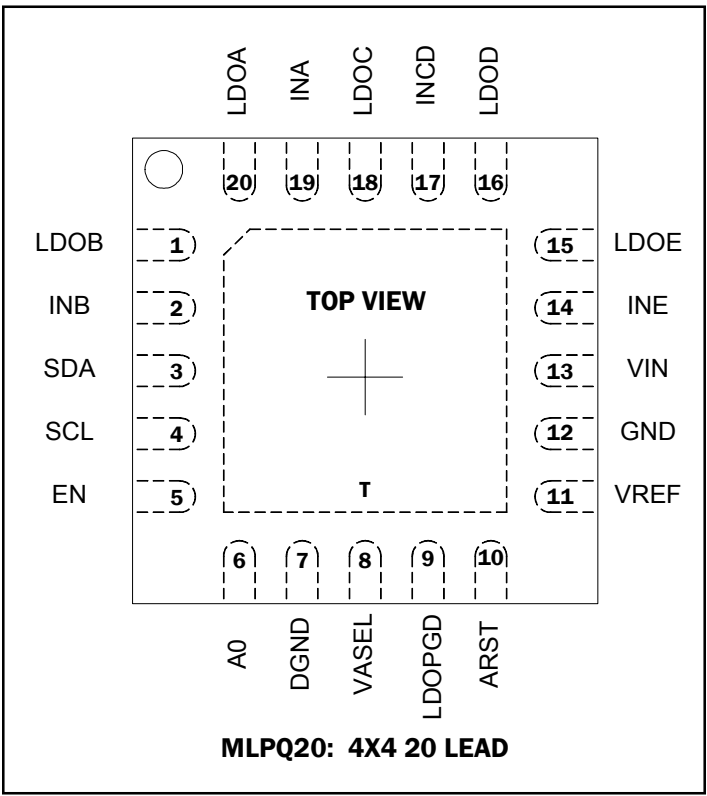 LDOA
INA
LDOC
INCD
LDOD
20
19
18
17
16
LDOB 1
15 LDOE
INB 2
TOP VIEW
14 INE
SDA 3
13 VIN
SCL 4
12 GND
EN 5
T
11 VREF
6
7
8
9
10
A0
DGND
VASEL
LDOPGD
ARST
MLPQ20: 4X4 20 LEAD